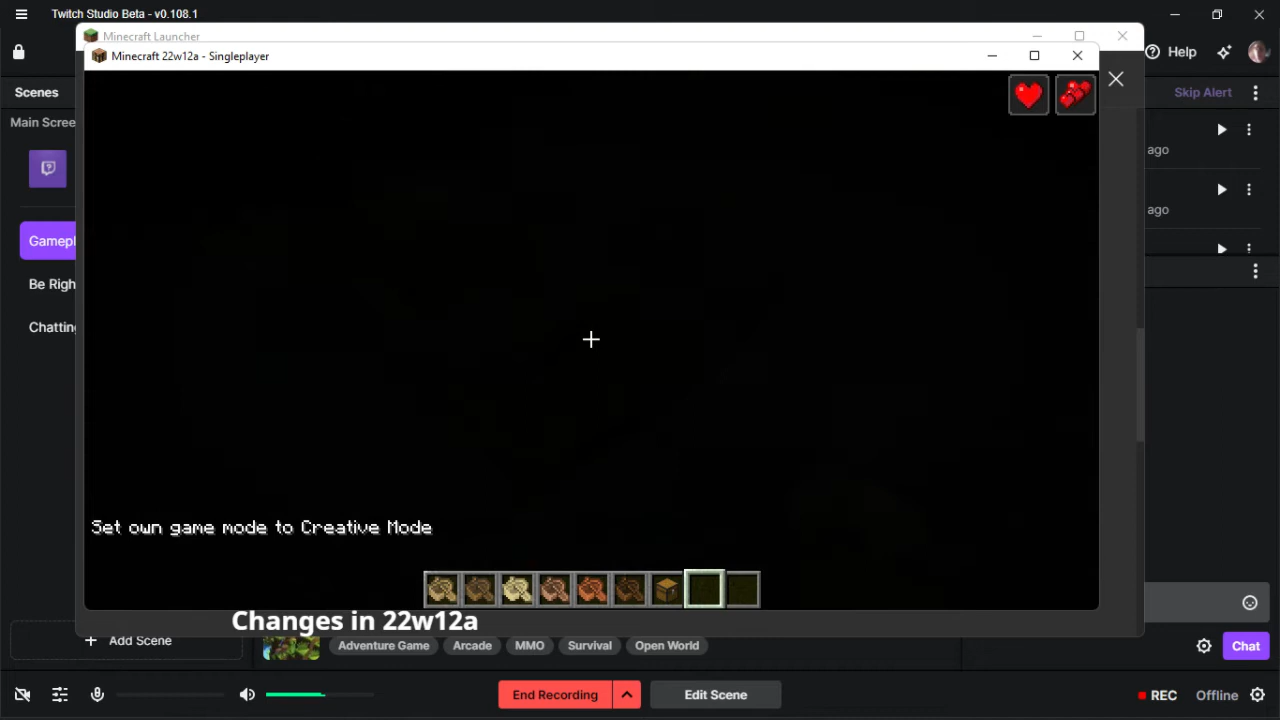 Twitch Studio Beta - v0.108.1
Minecraft Launcher
Minecraft 22w12a - Singleplayer
Help
Scenes
Skip Alert
Main Scree
ago
ago
Gamepl
Be Righ
Chatting
Set own game mode to Creative Mode
Changes in 22w12a
Add Scene
Adventure Game Arcade MMO Survival Open World
Chat
End Recording
Edit Scene
REC
Offline